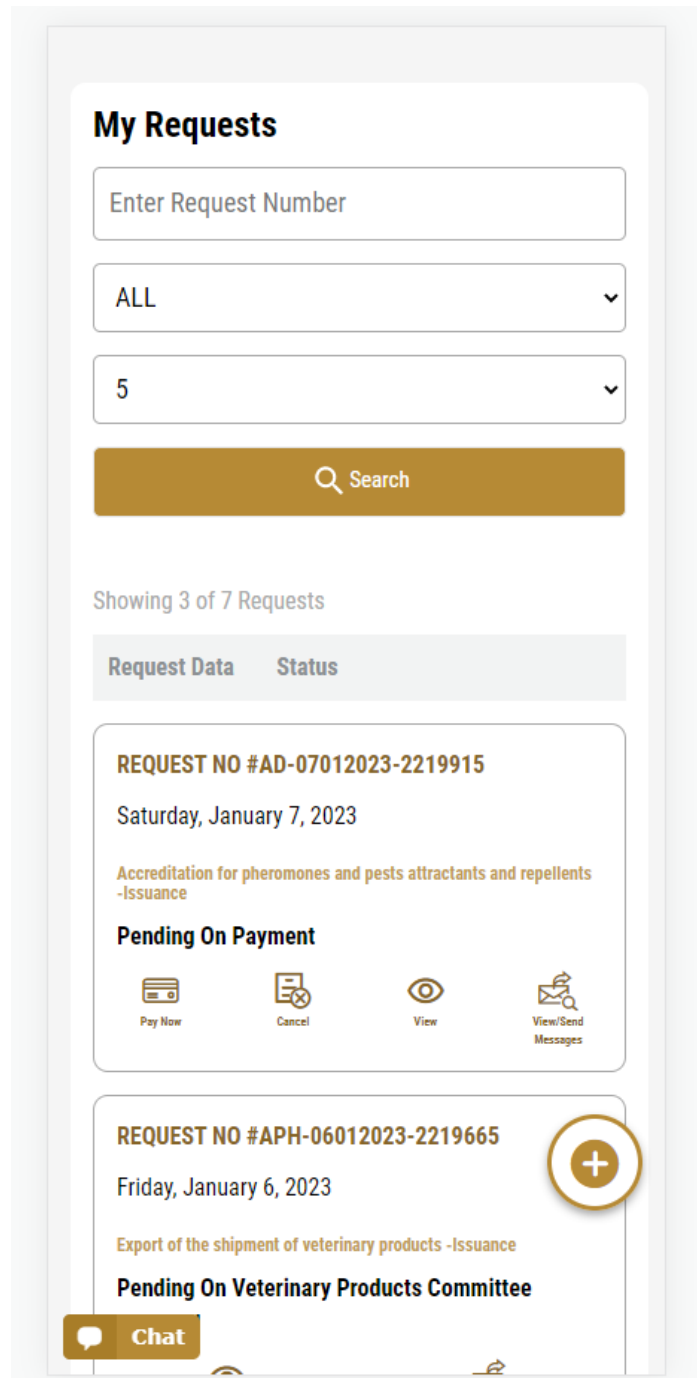 My Requests
Enter Request Number
ALL
5
Search
Showing 3 of 7 Requests
Request Data Status
REQUEST NO #AD-07012023-2219915
Saturday, January 7, 2023
Accreditation for pheromones and pests attractants and repellents
-Issuance
Pending On Payment
Pay Now Cancel View View/Send
Messages
REQUEST NO #APH-06012023-2219665
Friday, January 6, 2023
Export of the shipment of veterinary products -Issuance
Pending On Veterinary Products Committee
Chat